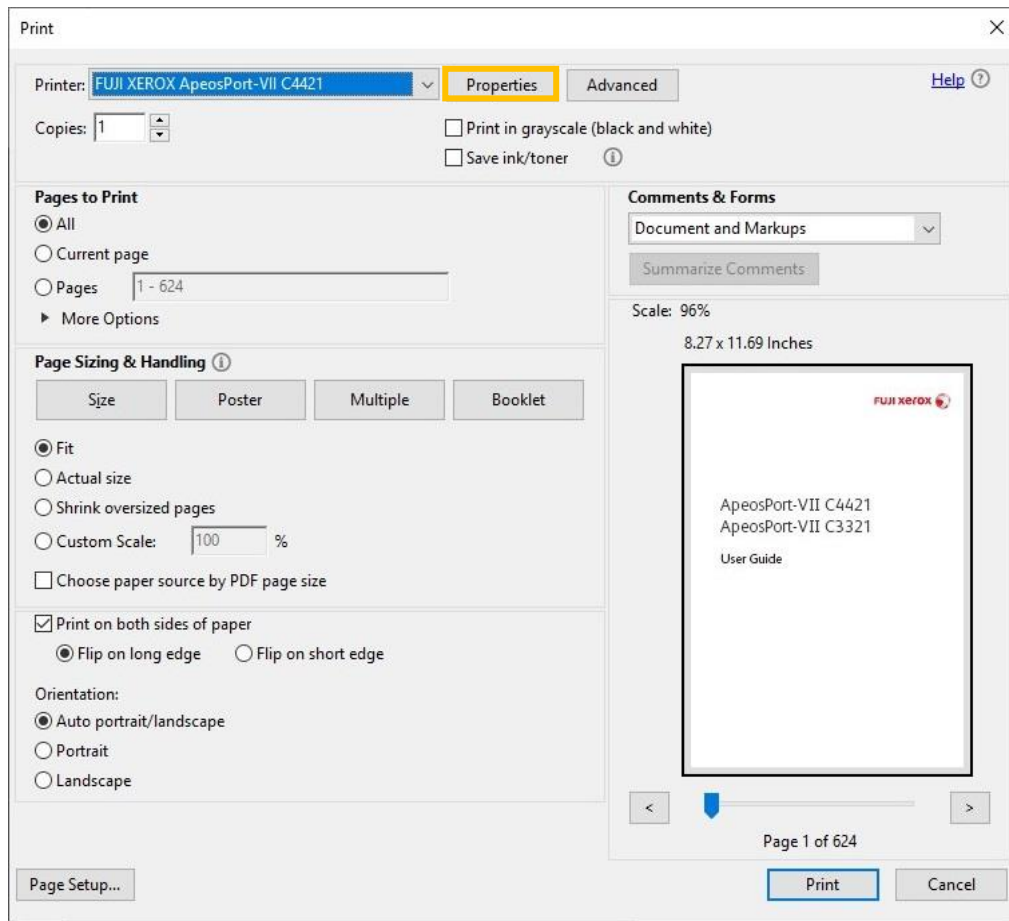 Print
Printer: FUJI XEROX ApeosPort-VII C4421 Properties Advanced Help
Copies: 1 Print in grayscale (black and white)
Save ink/toner
Pages to Print
All
Current page
Pages 1 - 624
More Options
Comments & Forms
Document and Markups
Summarize Comments
Page Sizing & Handling
Size Poster Multiple Booklet
Fit
Actual size
Shrink oversized pages
Custom Scale: 100 %
Choose paper source by PDF page size
Print on both sides of paper
Flip on long edge Flip on short edge
Orientation:
Auto portrait/landscape
Portrait
Landscape
Scale: 96%
8.27 x 11.69 Inches
FUJI xerox
ApeosPort-VII C4421
ApeosPort-VII C3321
User Guide
< >
Page 1 of 624
Page Setup... Print Cancel